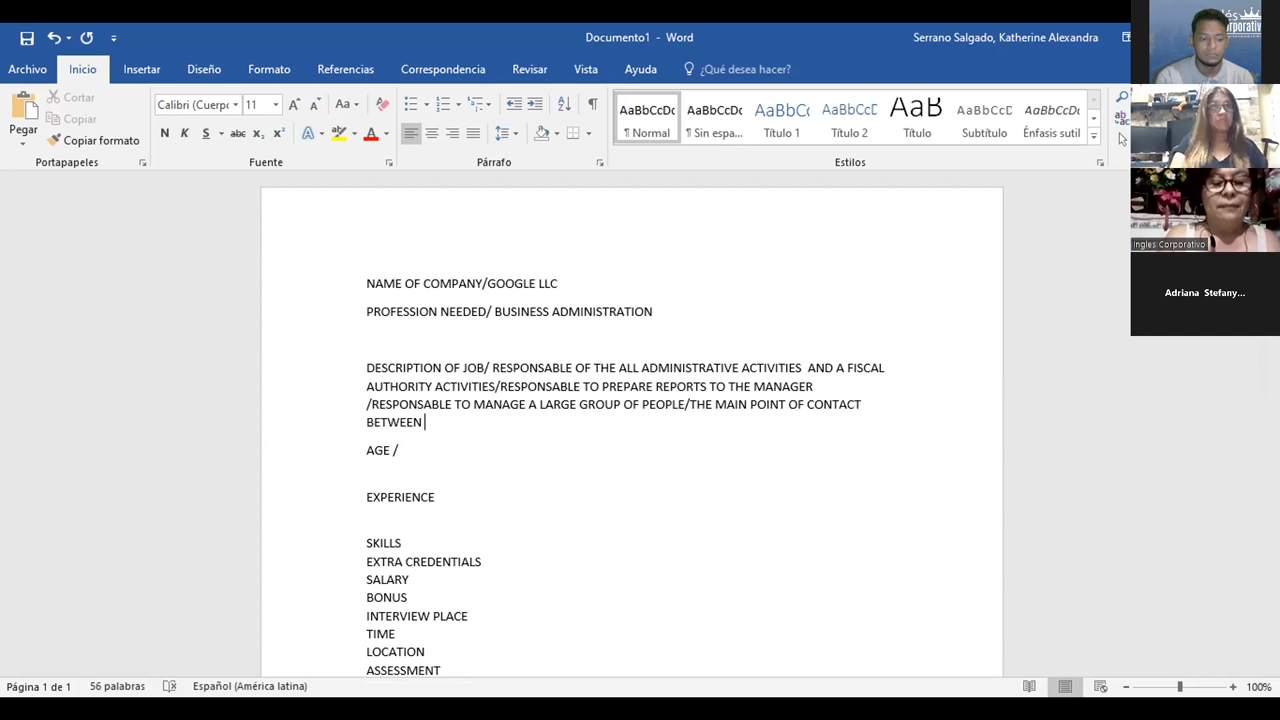 Documento1 - Word
Serrano Salgado, Katherine Alexandra
Archivo Inicio Insertar Diseño Formato Referencias Correspondencia Revisar Vista Ayuda ¿Qué desea hacer?
Pegar
Cortar
Copiar
Copiar formato
Calibri (Cuerpo 11
Aa
N K S abc x₂ x²
A A
AaBbCcDc AaBbCcDc AaBbCc AaBbCcD AaB AaBbCcD AaBbCcDc
¶ Normal ¶ Sin espa... Título 1 Título 2 Título Subtítulo Énfasis sutil
Portapapeles Fuente Párrafo Estilos
NAME OF COMPANY/GOOGLE LLC
PROFESSION NEEDED/ BUSINESS ADMINISTRATION
DESCRIPTION OF JOB/ RESPONSABLE OF THE ALL ADMINISTRATIVE ACTIVITIES AND A FISCAL
AUTHORITY ACTIVITIES/RESPONSABLE TO PREPARE REPORTS TO THE MANAGER
/RESPONSABLE TO MANAGE A LARGE GROUP OF PEOPLE/THE MAIN POINT OF CONTACT
BETWEEN
AGE /
EXPERIENCE
SKILLS
EXTRA CREDENTIALS
SALARY
BONUS
INTERVIEW PLACE
TIME
LOCATION
ASSESSMENT
Ingles Corporativo
Adriana Stefany...
Página 1 de 1 56 palabras Español (América latina) 100%